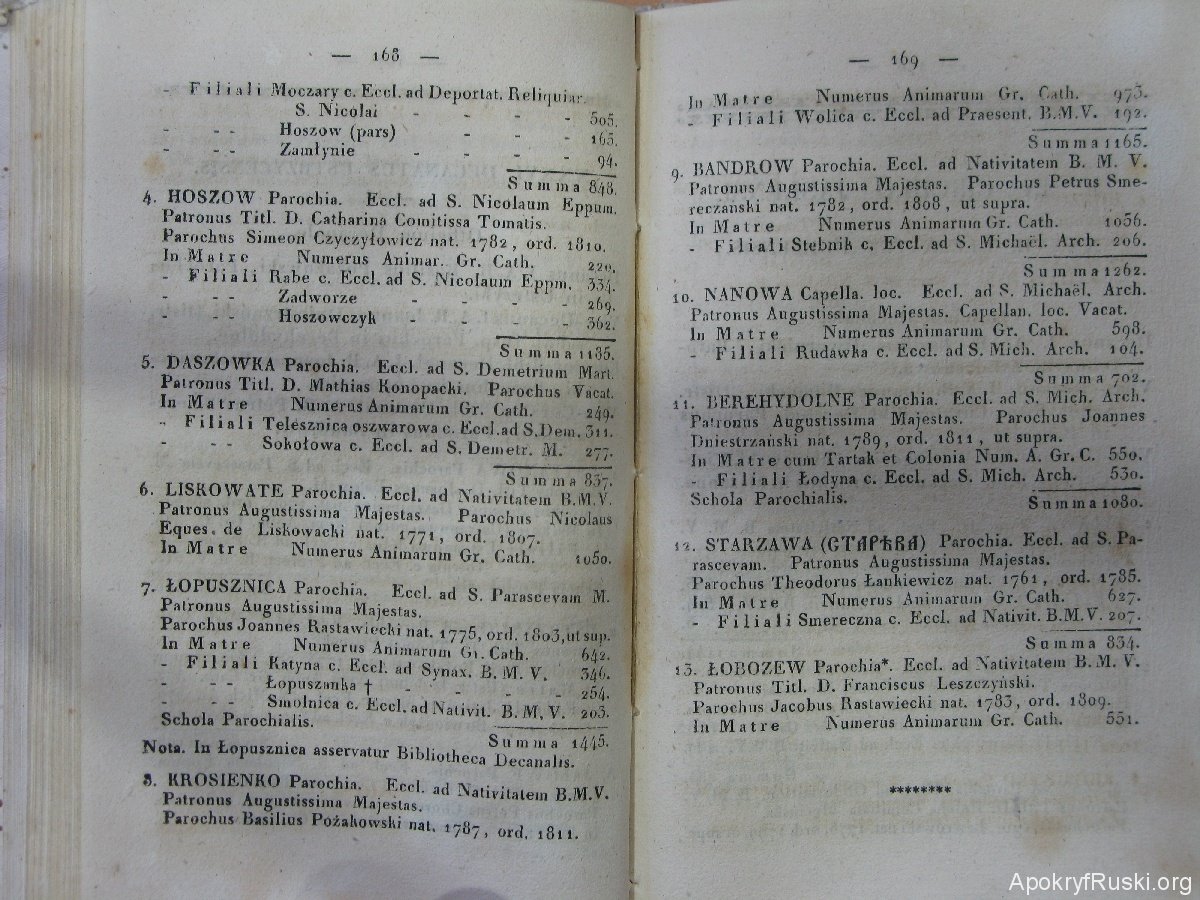 — 168 —
- Filiali Moczary c. Eccl. ad Deportat. Reliquiar.
S. Nicolai - - - - 505.
- - - Hoszow (pars) - - - 165.
- - - Zamłynie - - - - 94.
Summa 848.
4. HOSZOW Parochia. Eccl. ad S. Nicolaum Eppum.
Patronus Titl. D. Catharina Comitissa Tomatis.
Parochus Simeon Czyczyłowicz nat. 1782, ord. 1810.
In Matre Numerus Animar. Gr. Cath. 220.
- Filiali Rabe c. Eccl. ad S. Nicolaum Eppm. 334.
- - - Zadworze - - - - 269.
- - - Hoszowczyk - - - - 362.
Summa 1185.
5. DASZOWKA Parochia. Eccl. ad S. Demetrium Mart.
Patronus Titl. D. Mathias Konopacki. Parochus Vacat.
In Matre Numerus Animarum Gr. Cath. 249.
- Filiali Telesznica oszwarowa c. Eccl. ad S. Dem. 311.
- - - Sokołowa c. Eccl. ad S. Demetr. M. 277.
Summa 837.
6. LISKOWATE Parochia. Eccl. ad Nativitatem B.M.V.
Patronus Augustissima Majestas. Parochus Nicolaus
Eques. de Liskowacki nat. 1771, ord. 1807.
In Matre Numerus Animarum Gr. Cath. 1050.
7. ŁOPUSZNICA Parochia. Eccl. ad S. Parascevam M.
Patronus Augustissima Majestas.
Parochus Joannes Rastawiecki nat. 1775, ord. 1803, ut sup.
In Matre Numerus Animarum Gr. Cath. 642.
- Filiali Katyna c. Eccl. ad Synax. B. M. V. 346.
- - - Łopuszanka † - - - - 254.
- - - Smolnica c. Eccl. ad Nativit. B. M. V. 203.
Schola Parochialis.
Summa 1445.
Nota. In Łopusznica asservatur Bibliotheca Decanalis.
8. KROSIENKO Parochia. Eccl. ad Nativitatem B.M.V.
Patronus Augustissima Majestas.
Parochus Basilius Pożakowski nat. 1787, ord. 1811.
— 169 —
In Matre Numerus Animarum Gr. Cath. 973.
- Filiali Wolica c. Eccl. ad Praesent. B.M.V. 192.
Summa 1165.
9. BANDROW Parochia. Eccl. ad Nativitatem B. M. V.
Patronus Augustissima Majestas. Parochus Petrus Sme-
reczański nat. 1782, ord. 1808, ut supra.
In Matre Numerus Animarum Gr. Cath. 1056.
- Filiali Stebnik c. Eccl. ad S. Michaël. Arch. 206.
Summa 1262.
10. NANOWA Capella. loc. Eccl. ad S. Michaël. Arch.
Patronus Augustissima Majestas. Capellan. loc. Vacat.
In Matre Numerus Animarum Gr. Cath. 598.
- Filiali Rudawka c. Eccl. ad S. Mich. Arch. 104.
Summa 702.
11. BEREHYDOLNE Parochia. Eccl. ad S. Mich. Arch.
Patronus Augustissima Majestas. Parochus Joannes
Dniestrzański nat. 1789, ord. 1811, ut supra.
In Matre cum Tartak et Colonia Num. A. Gr. C. 550.
- Filiali Łodyna c. Eccl. ad S. Mich. Arch. 530.
Schola Parochialis.
Summa 1080.
12. STARZAWA (СТАРѢВА) Parochia. Eccl. ad S. Pa-
rascevam. Patronus Augustissima Majestas.
Parochus Theodorus Łankiewicz nat. 1761, ord. 1785.
In Matre Numerus Animarum Gr. Cath. 627.
- Filiali Smereczna c. Eccl. ad Nativit. B.M.V. 207.
Summa 834.
13. ŁOBOZEW Parochia*. Eccl. ad Nativitatem B. M. V.
Patronus Titl. D. Franciscus Leszczyński.
Parochus Jacobus Rastawiecki nat. 1783, ord. 1809.
In Matre Numerus Animarum Gr. Cath. 551.
********
ApokryfRuski.org